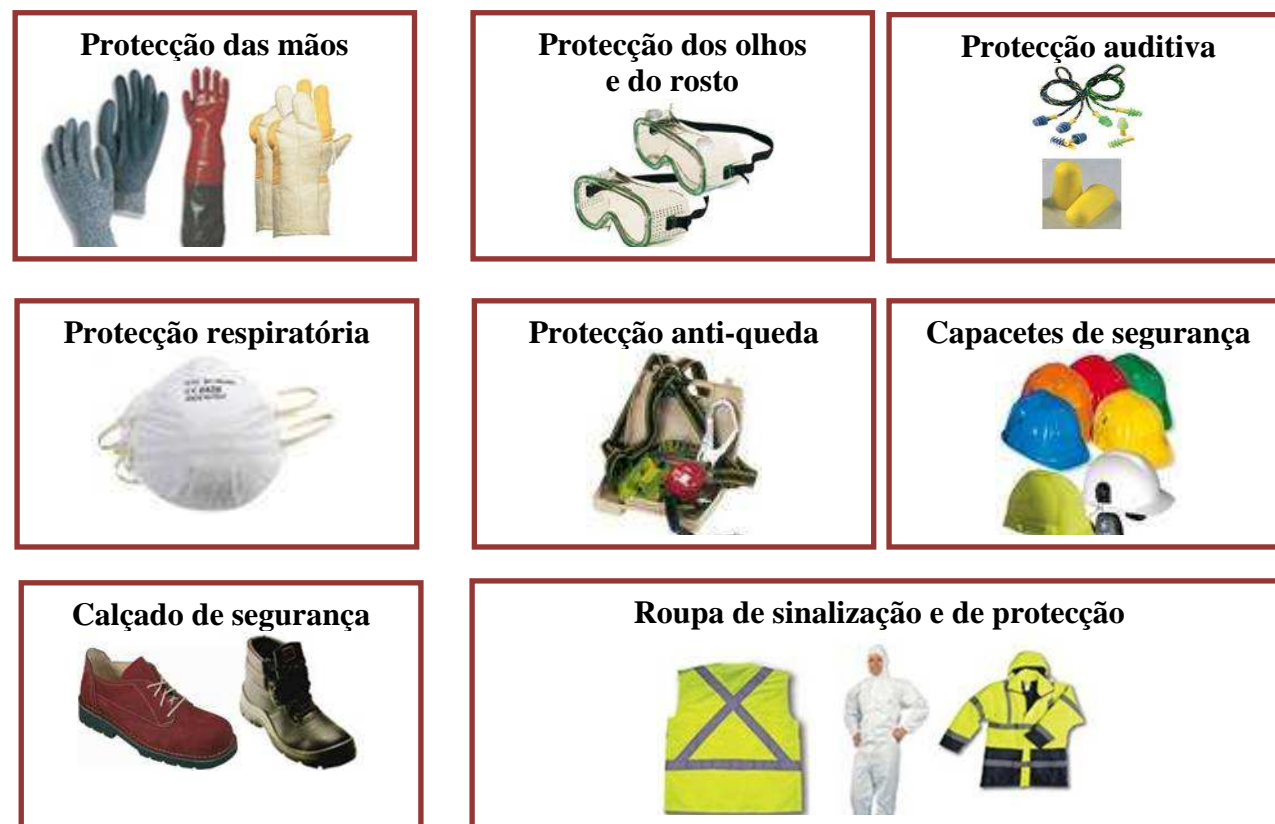 Protecção das mãos
Protecção dos olhos
e do rosto
Protecção auditiva
Protecção respiratória
Protecção anti-queda
Capacetes de segurança
Calçado de segurança
Roupa de sinalização e de protecção